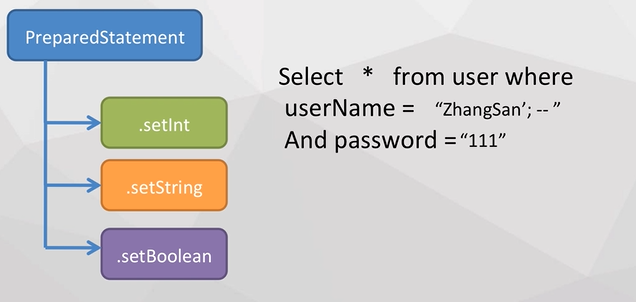 PreparedStatement
.setInt
.setString
.setBoolean
Select * from user where
userName = “ZhangSan’; -- ”
And password = “111”